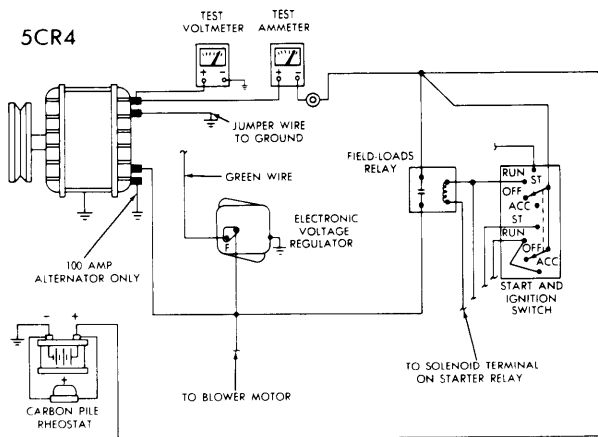 5CR4
TEST
VOLTMETER
+ -
TEST
AMMETER
+ -
JUMPER WIRE
TO GROUND
GREEN WIRE
100 AMP
ALTERNATOR ONLY
F
ELECTRONIC
VOLTAGE
REGULATOR
FIELD-LOADS
RELAY
RUN ST
OFF
ACC
ST
RUN
OFF
ACC
START AND
IGNITION
SWITCH
TO SOLENOID TERMINAL
ON STARTER RELAY
TO BLOWER MOTOR
- +
+
CARBON PILE
RHEOSTAT